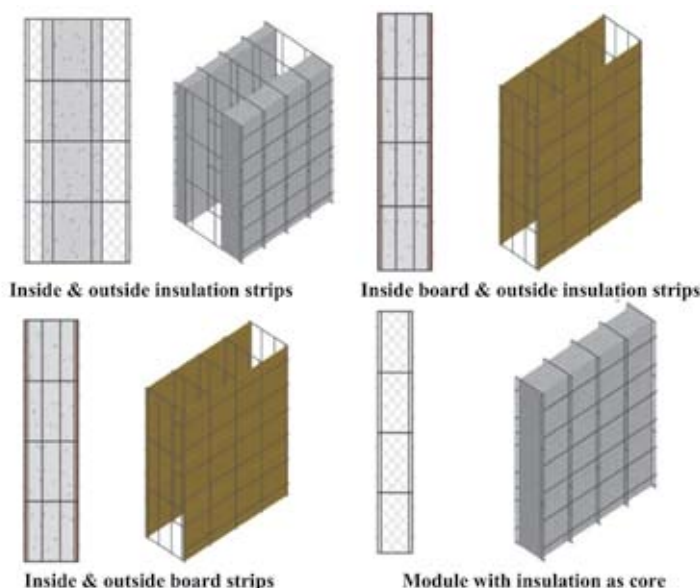 Inside & outside insulation strips
Inside board & outside insulation strips
Inside & outside board strips
Module with insulation as core